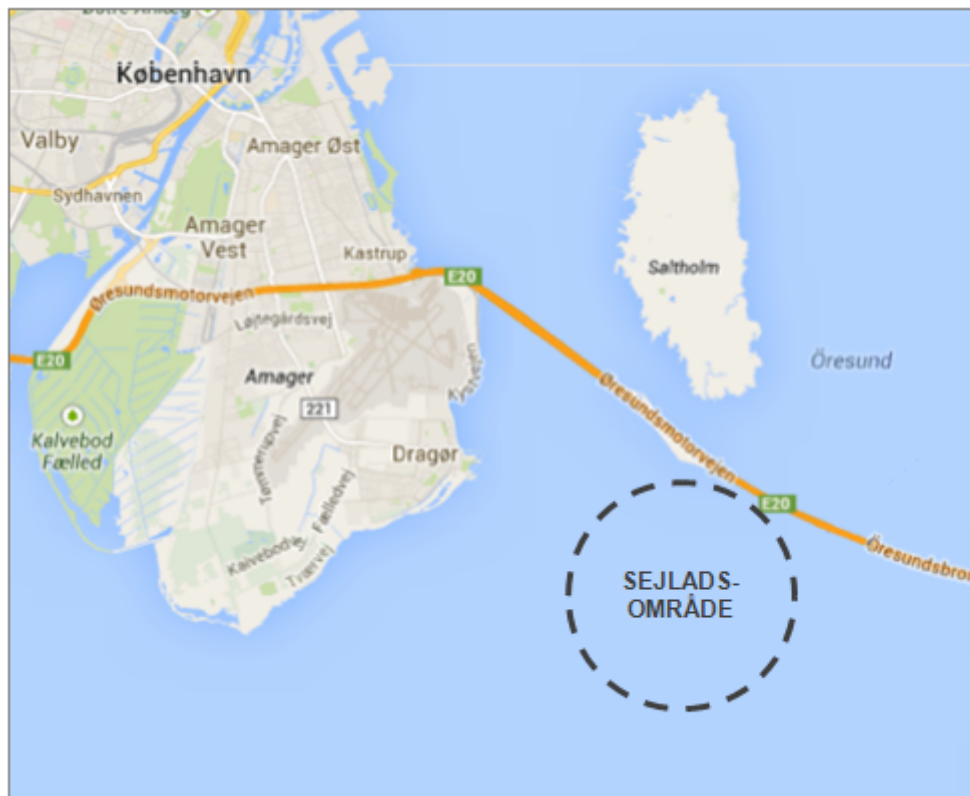 København
Valby
Amager Øst
Sydhavnen
Amager
Vest
Kastrup
E20
Saltholm
Øresundsmotorvejen
Løjtegårdsvej
Öresund
E20
Amager
Kystvejen
Øresundsmotorvejen
221
Kalvebod
Fælled
Tømmerupvej
Dragør
Fælledvej
E20
Öresundsbron
Kalvebodvej
Tværvej
SEJLADS-
OMRÅDE